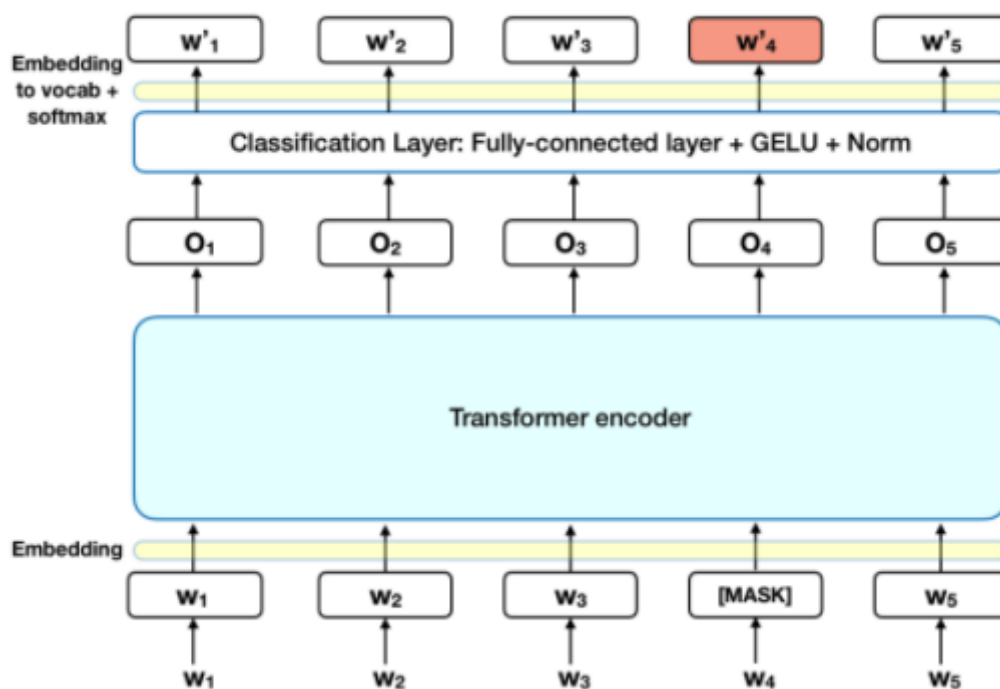 w'₁ w'₂ w'₃ w'₄ w'₅
Embedding
to vocab +
softmax
Classification Layer: Fully-connected layer + GELU + Norm
O₁ O₂ O₃ O₄ O₅
Transformer encoder
Embedding
w₁ w₂ w₃ [MASK] w₅
w₁ w₂ w₃ w₄ w₅